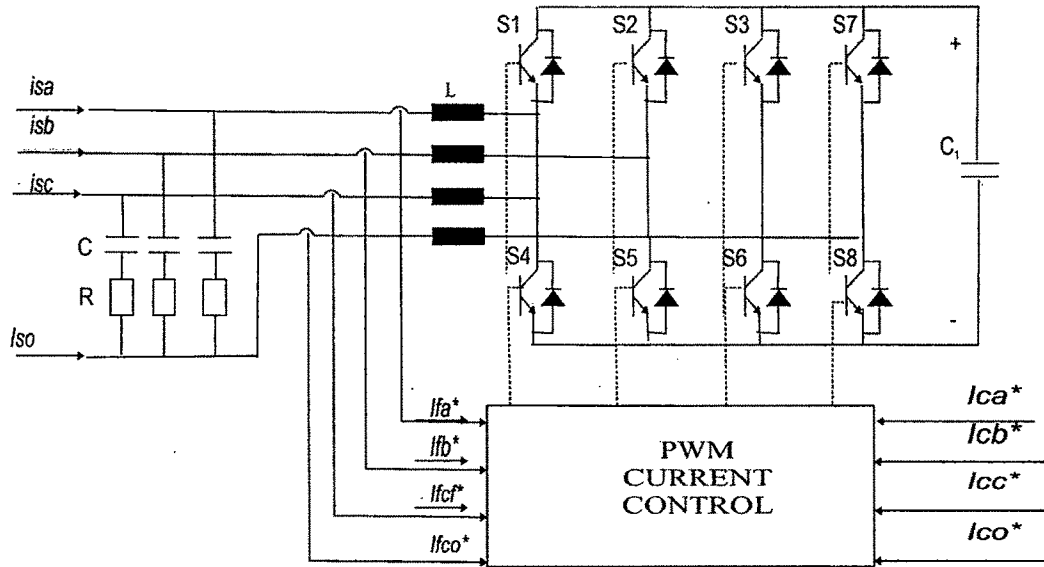 S1 S2 S3 S7
+
isa
L
isb
C₁
isc
C
S4 S5 S6 S8
R
-
Iso
Ifa*
Ica*
Ifb*
Icb*
PWM
CURRENT
CONTROL
Ifcf*
Icc*
Ifco*
Ico*